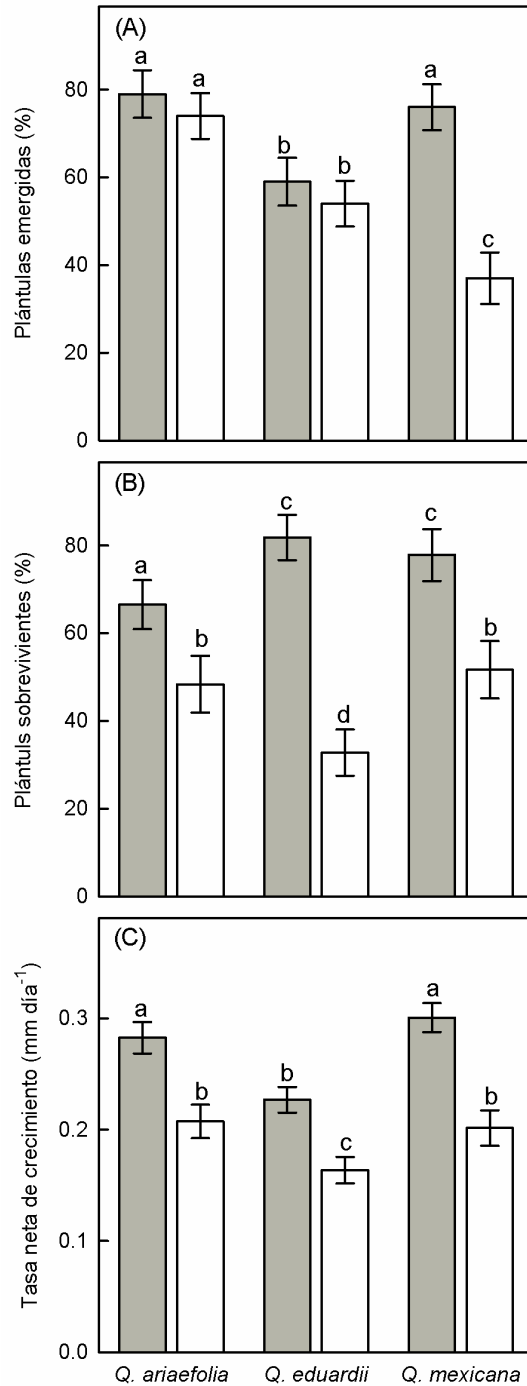 (A)
Plántulas emergidas (%)
80
60
40
20
0
a
a
b
b
a
c
(B)
Plántuls sobrevivientes (%)
80
60
40
20
0
a
b
c
d
c
b
(C)
Tasa neta de crecimiento (mm día⁻¹)
0.3
0.2
0.1
0.0
a
b
b
c
a
b
Q. ariaefolia Q. eduardii Q. mexicana